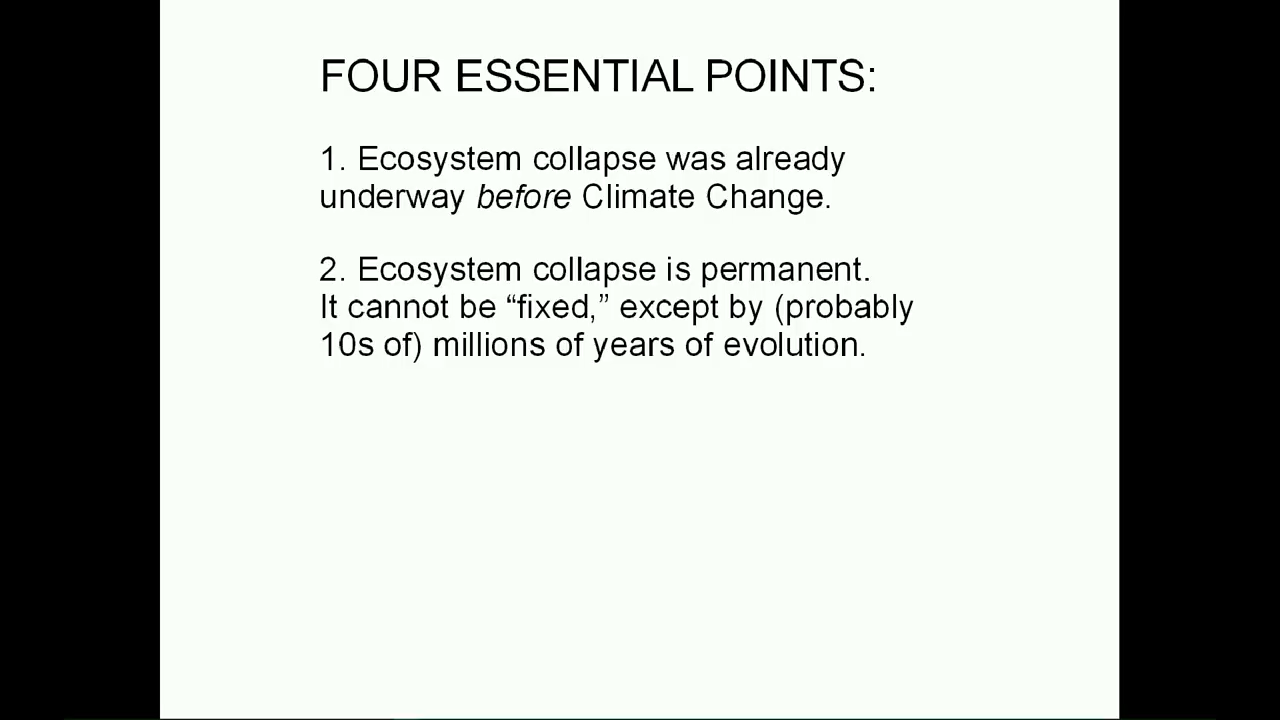 FOUR ESSENTIAL POINTS:
1. Ecosystem collapse was already
underway before Climate Change.
2. Ecosystem collapse is permanent.
It cannot be “fixed,” except by (probably
10s of) millions of years of evolution.